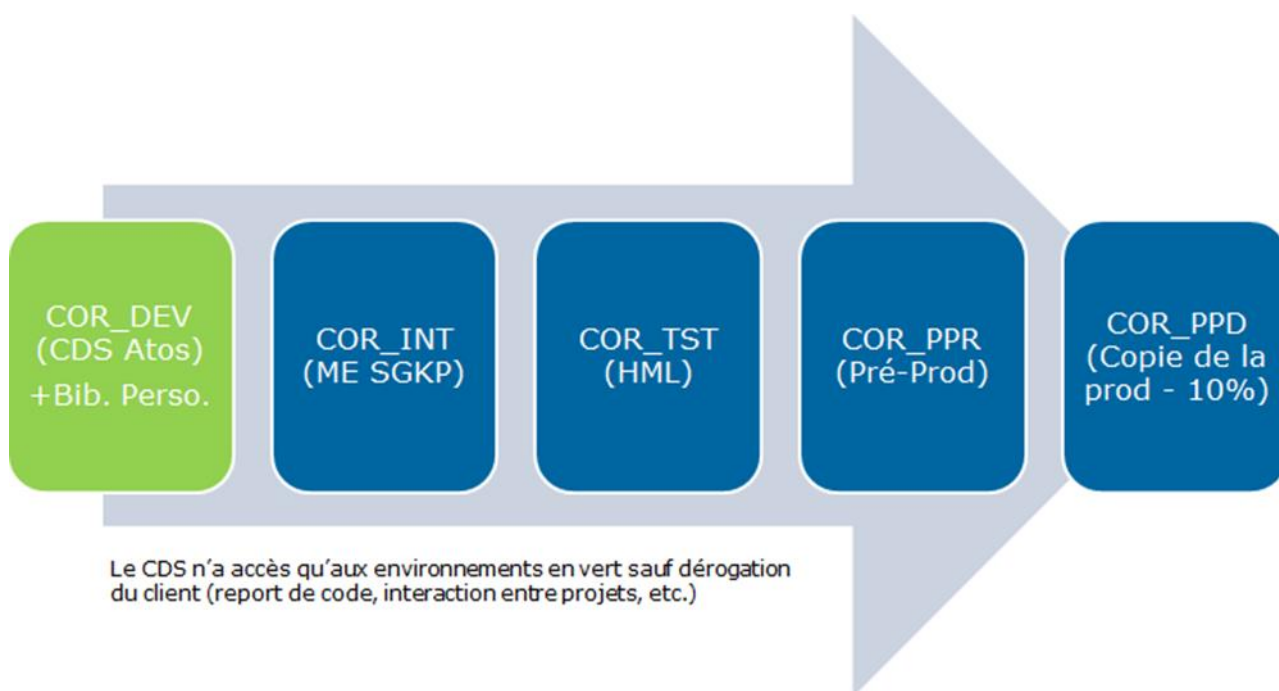 COR_DEV
(CDS Atos)
+Bib. Perso.
COR_INT
(ME SGKP)
COR_TST
(HML)
COR_PPR
(Pré-Prod)
COR_PPD
(Copie de la
prod - 10%)
Le CDS n'a accès qu'aux environnements en vert sauf dérogation
du client (report de code, interaction entre projets, etc.)